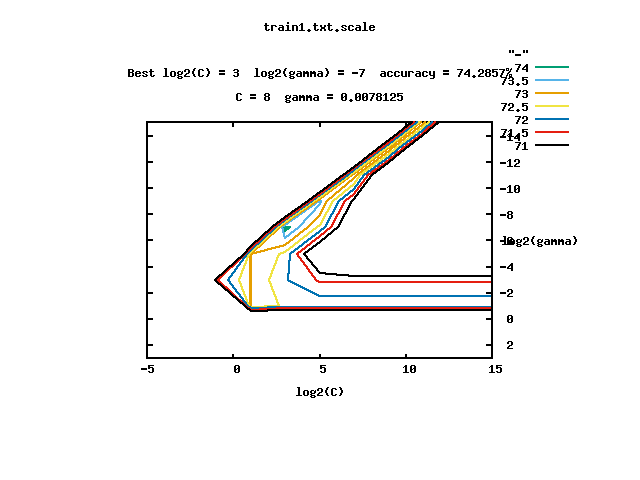 train1.txt.scale
"-"
Best log2(C) = 3 log2(gamma) = -7 accuracy = 74.2857%
74
73.5
C = 8 gamma = 0.0078125
73
72.5
72
71.5
71
-14
-12
-10
-8
-6
log2(gamma)
-4
-2
0
2
-5 0 5 10 15
log2(C)